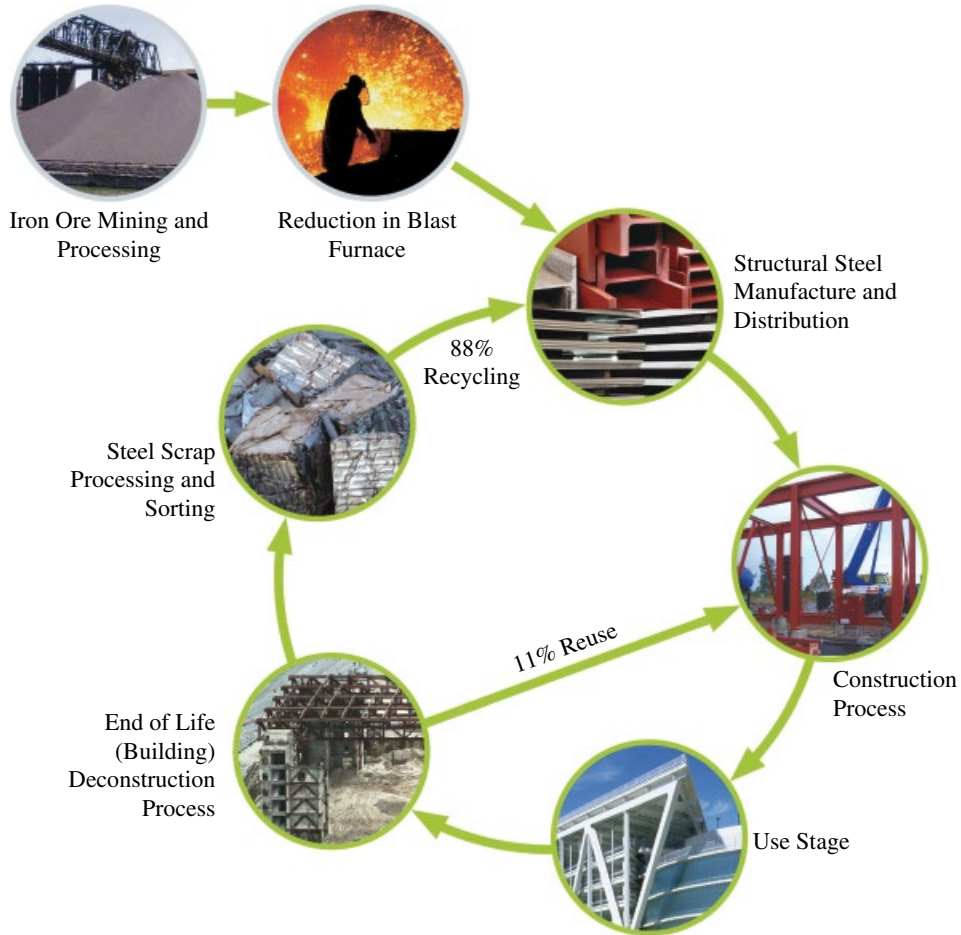 Iron Ore Mining and
Processing
Reduction in Blast
Furnace
Structural Steel
Manufacture and
Distribution
88%
Recycling
Steel Scrap
Processing and
Sorting
11% Reuse
Construction
Process
End of Life
(Building)
Deconstruction
Process
Use Stage